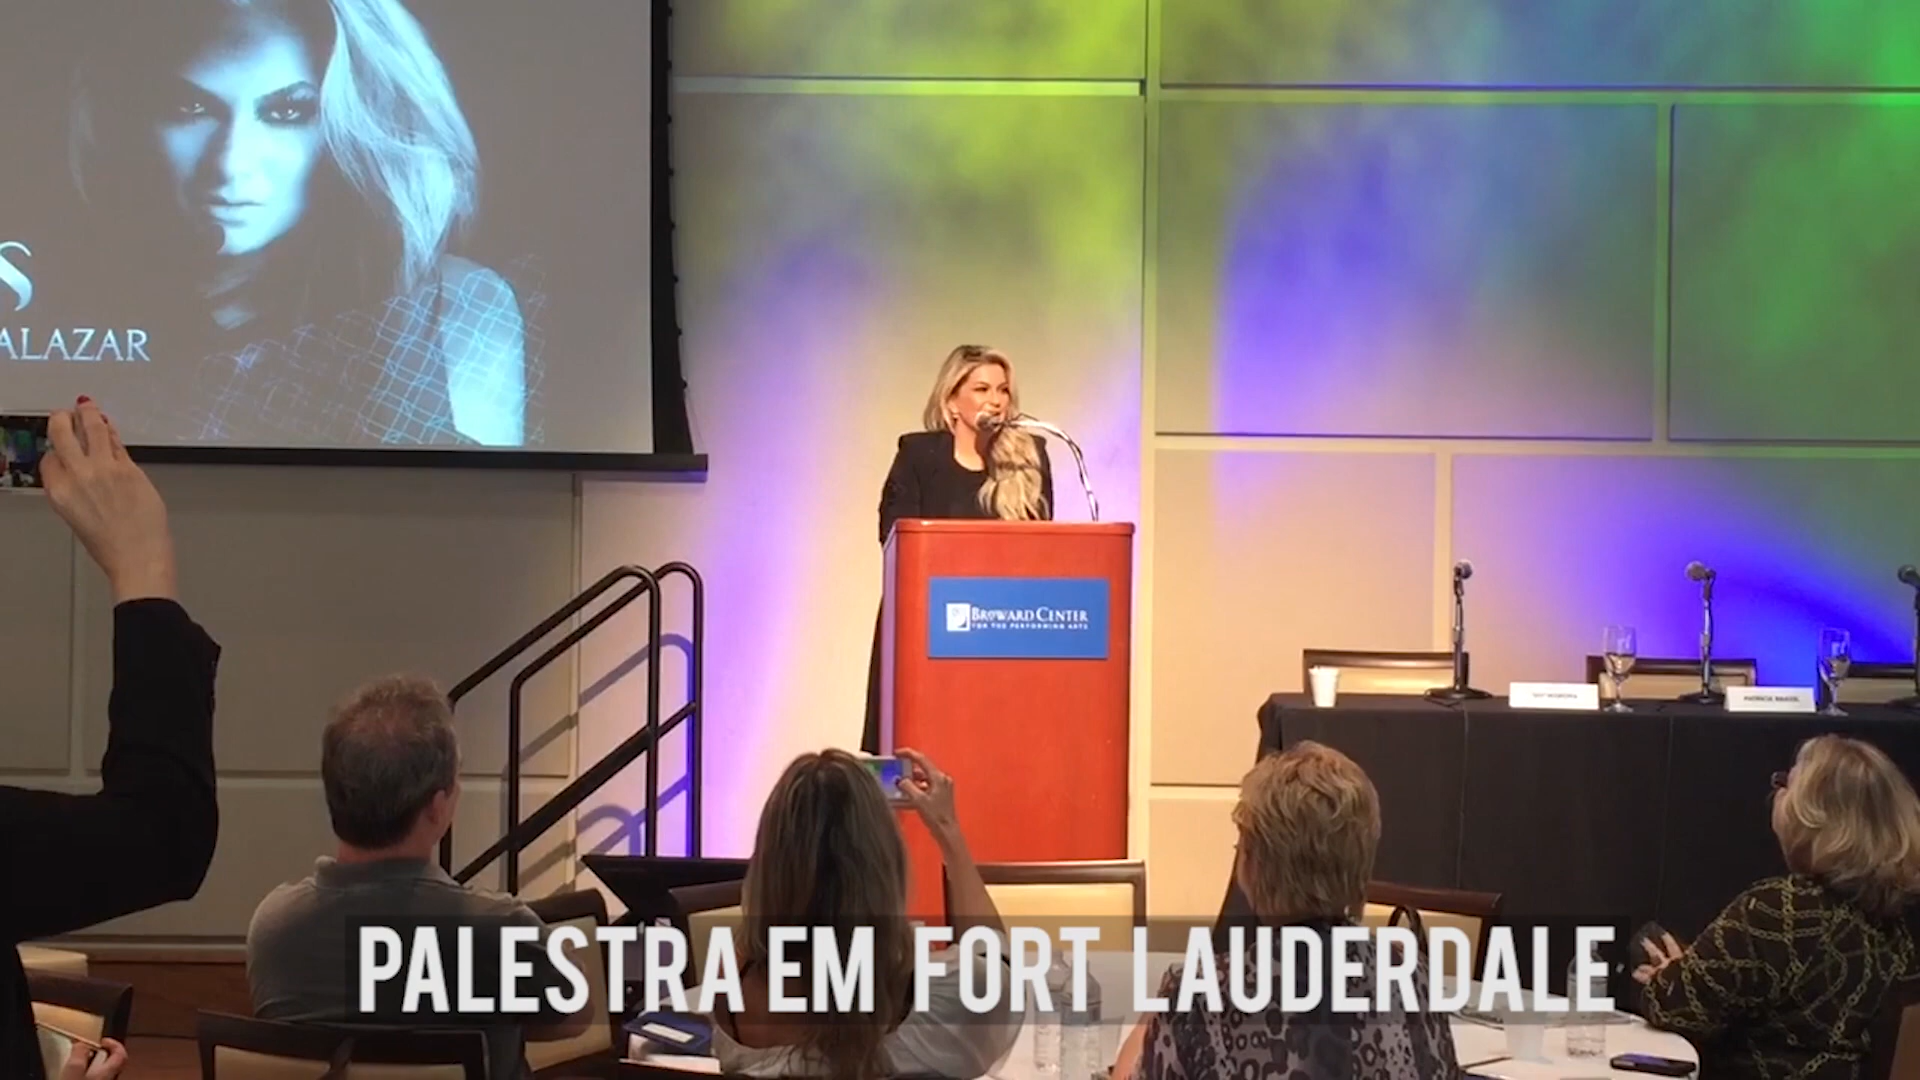 S
ALAZAR
BROWARD CENTER
FOR THE PERFORMING ARTS
PALESTRA EM FORT LAUDERDALE